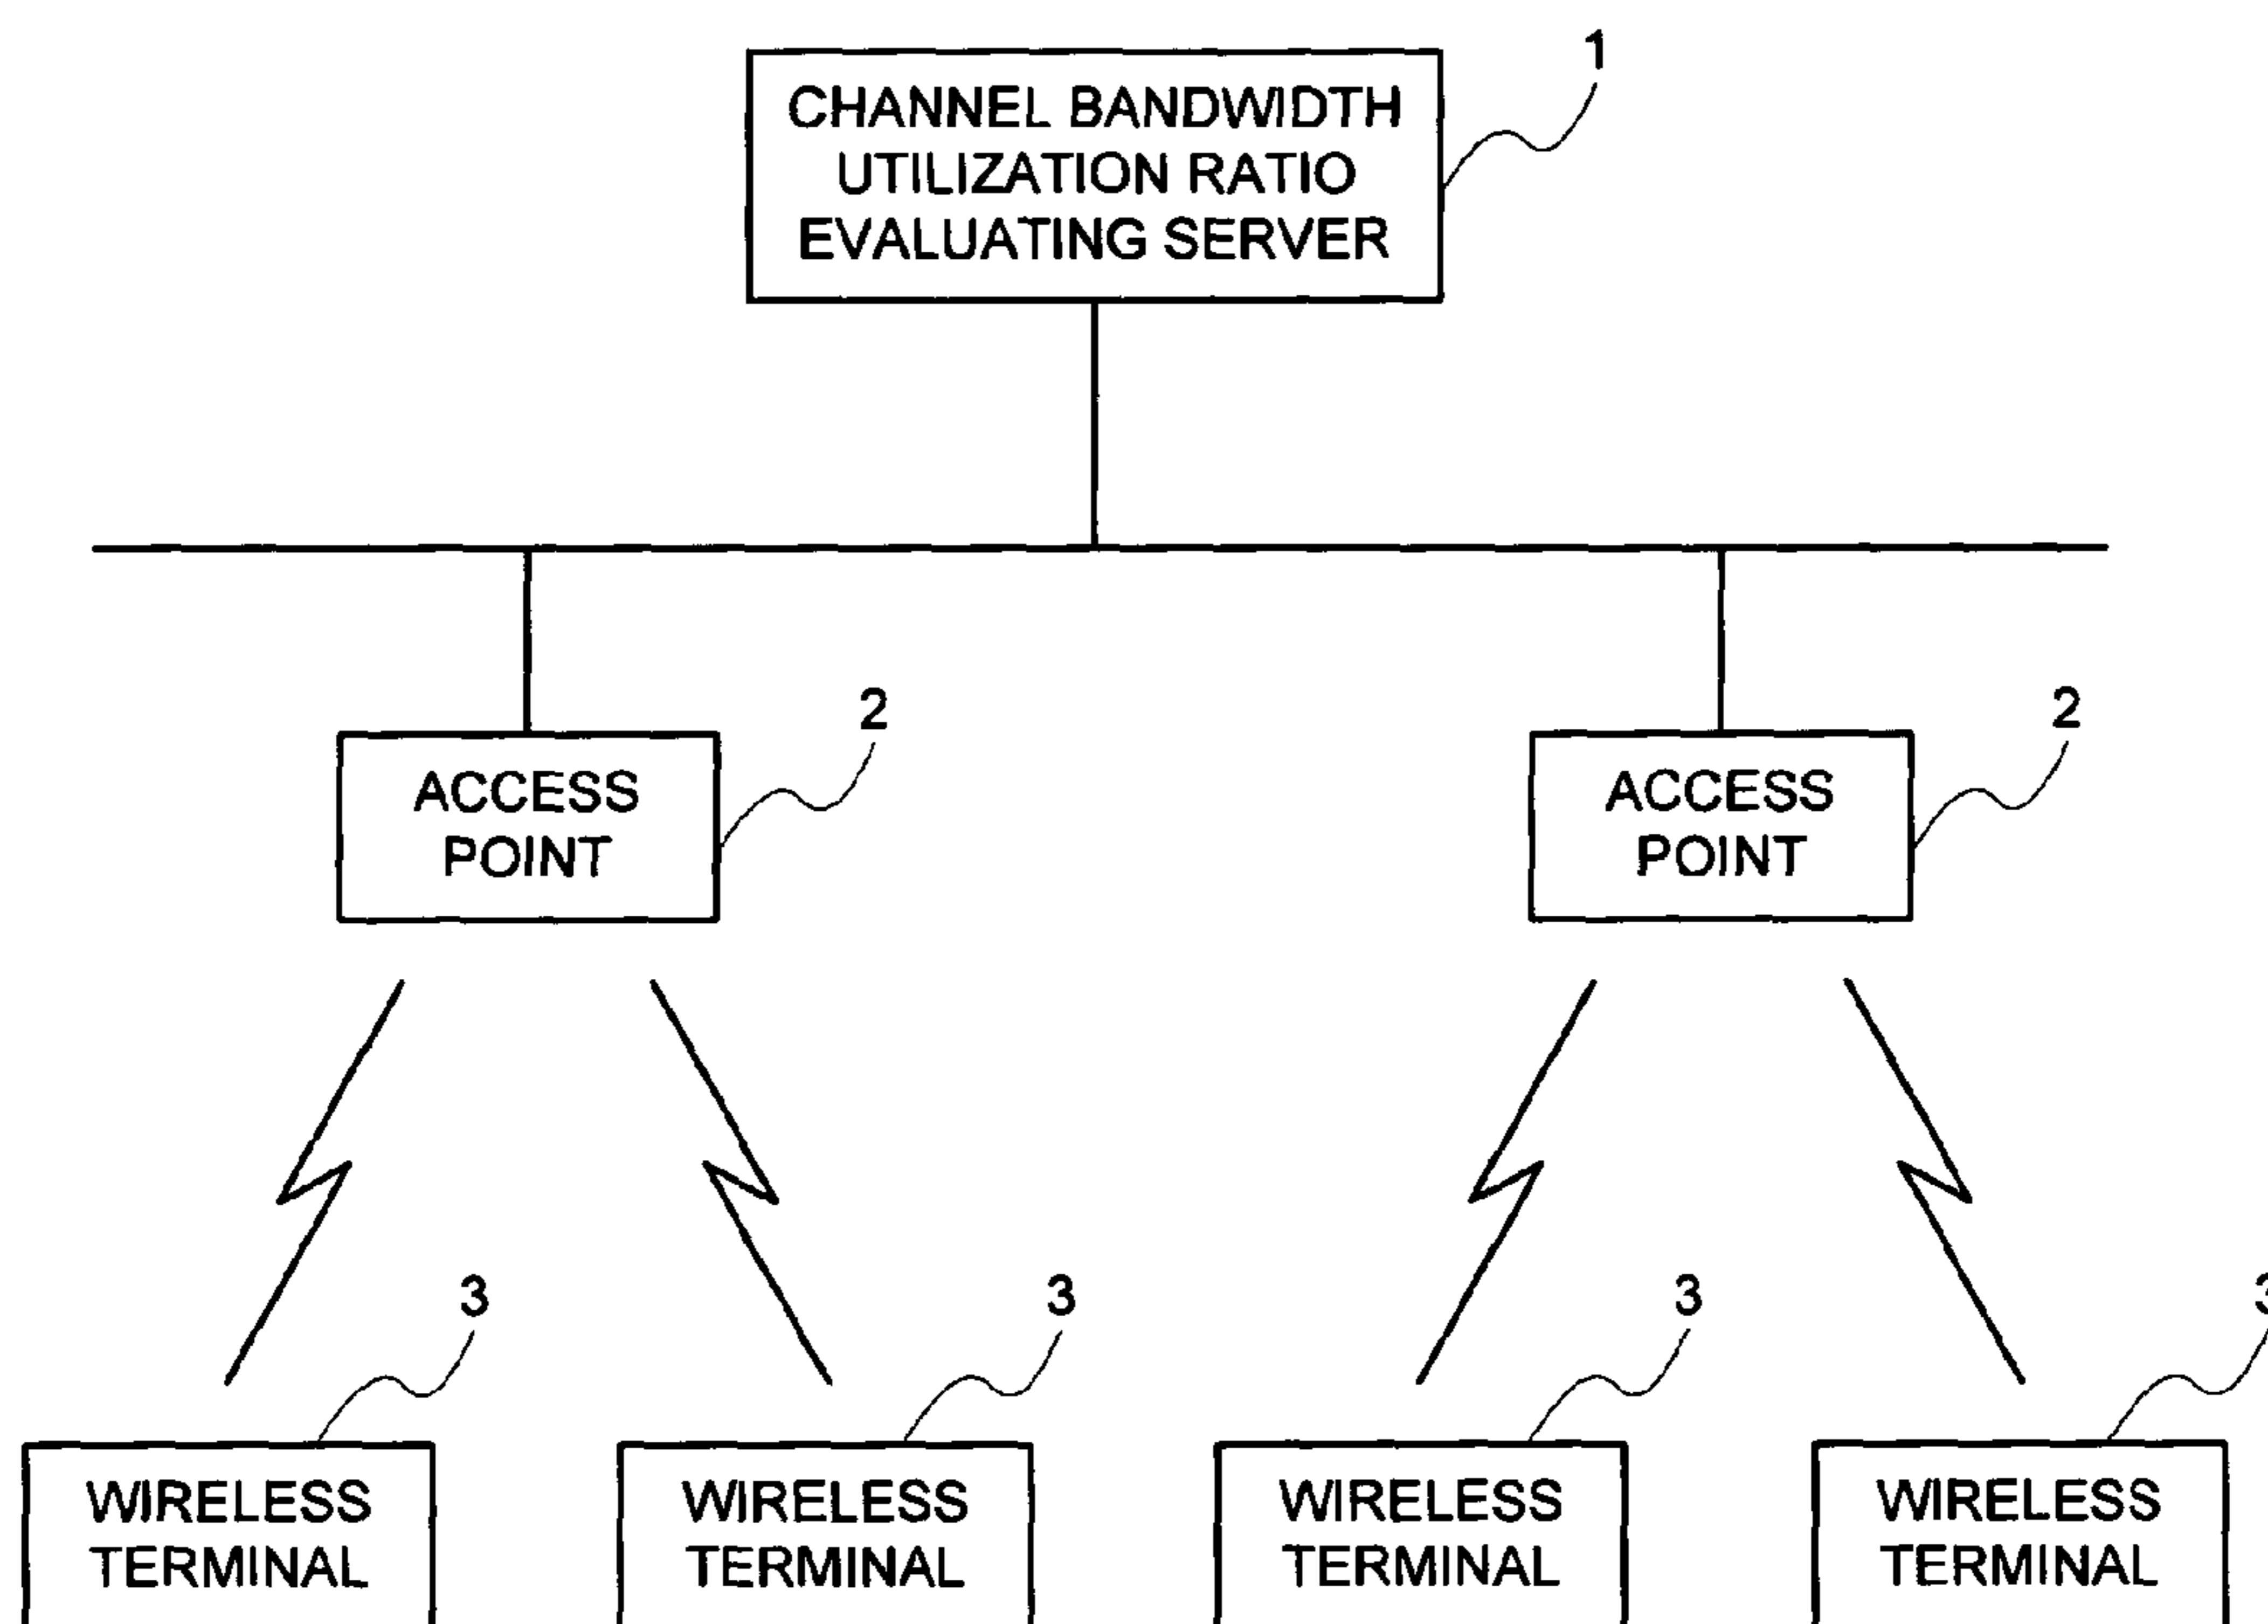 1
CHANNEL BANDWIDTH
UTILIZATION RATIO
EVALUATING SERVER
2
2
ACCESS
POINT
ACCESS
POINT
3
3
3
3
WIRELESS
TERMINAL
WIRELESS
TERMINAL
WIRELESS
TERMINAL
WIRELESS
TERMINAL